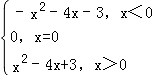 -x²-4x-3, x<0
0, x=0
x²-4x+3, x>0